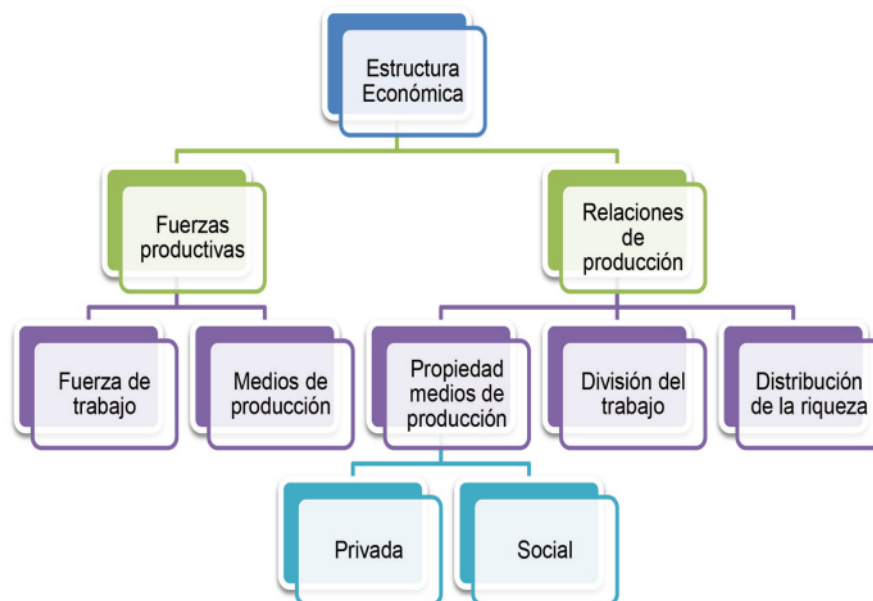 Estructura
Económica
Fuerzas
productivas
Relaciones
de
producción
Fuerza de
trabajo
Medios de
producción
Propiedad
medios de
producción
División del
trabajo
Distribución
de la riqueza
Privada
Social